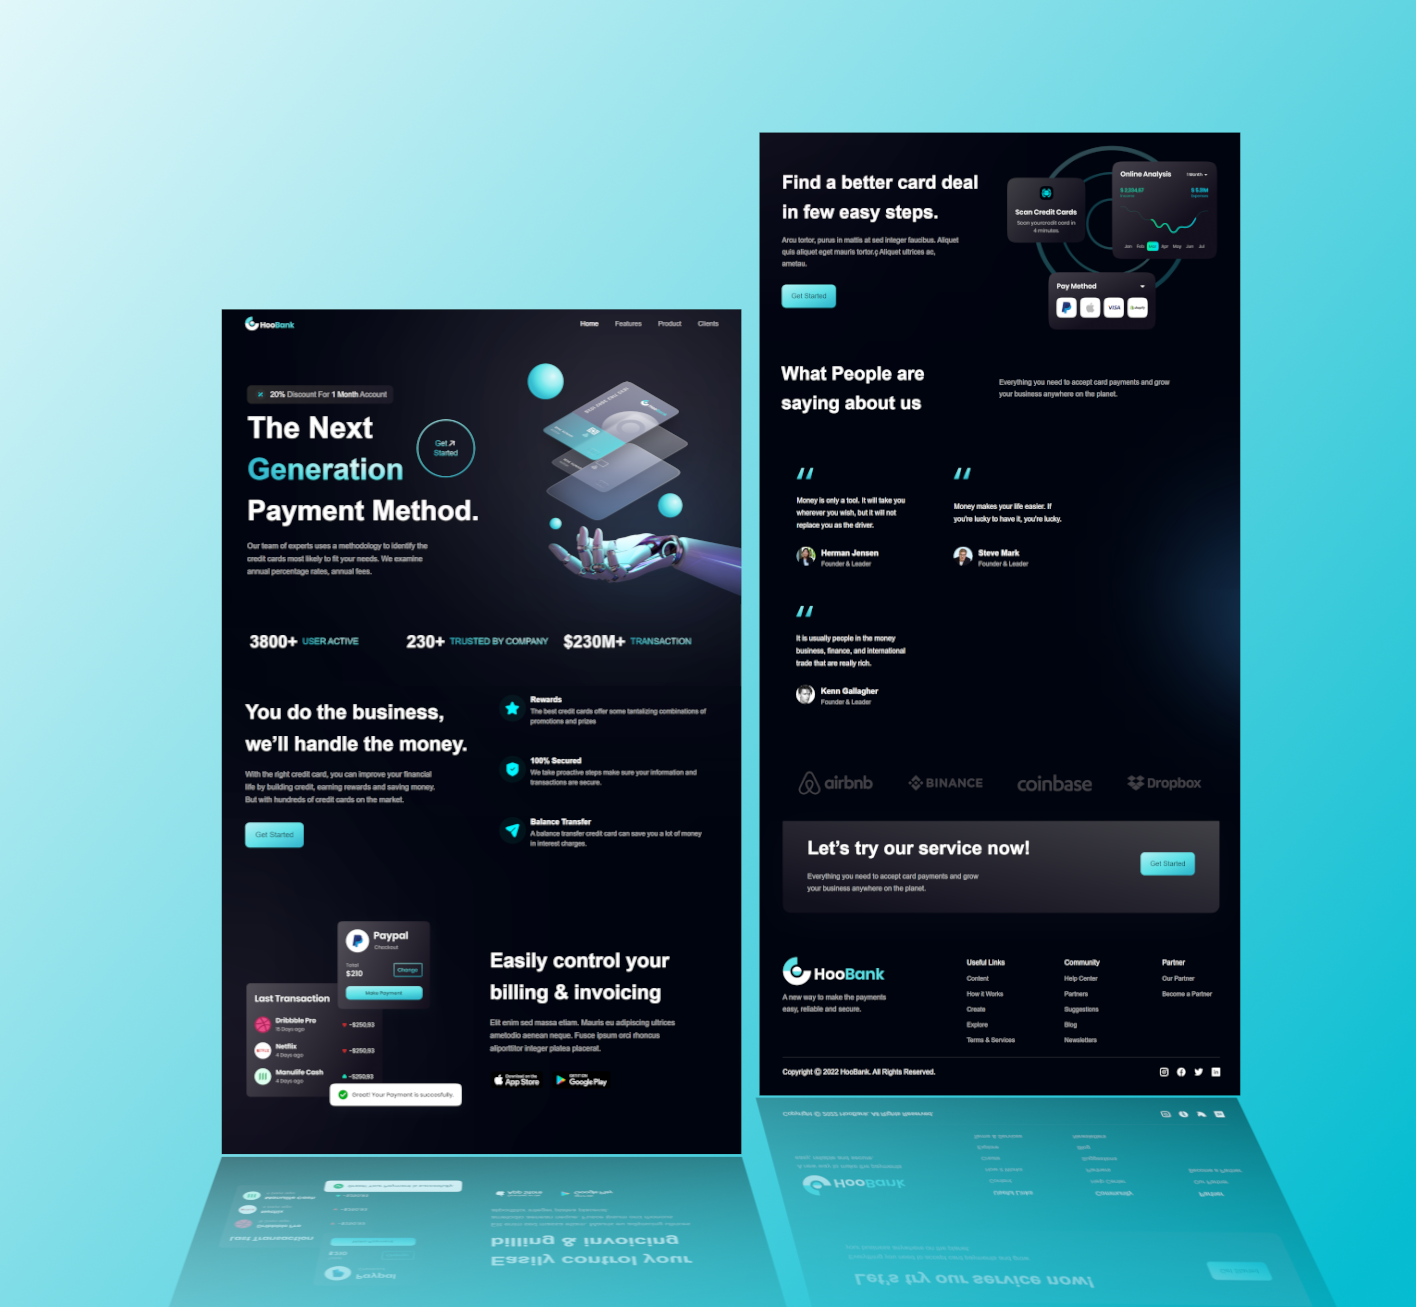 HooBank
Home Features Product Clients
20% Discount For 1 Month Account
The Next
Generation
Payment Method.
Get
Started
Our team of experts uses a methodology to identify the
credit cards most likely to fit your needs. We examine
annual percentage rates, annual fees.
HooBank
3800+ USER ACTIVE 230+ TRUSTED BY COMPANY $230M+ TRANSACTION
You do the business,
we'll handle the money.
With the right credit card, you can improve your financial
life by building credit, earning rewards and saving money.
But with hundreds of credit cards on the market.
Get Started
Rewards
The best credit cards offer some tantalizing combinations of
promotions and prizes
100% Secured
We take proactive steps make sure your information and
transactions are secure.
Balance Transfer
A balance transfer credit card can save you a lot of money
in interest charges.
Paypal
Checkout
Total
$210
Change
Make Payment
Last Transaction
Dribbble Pro
15 Days ago
-$250,93
Netflix
4 Days ago
-$250,93
Manulife Cash
4 Days ago
-$250,93
Great! Your Payment is succesfully.
Easily control your
billing & invoicing
Elit enim sed massa etiam. Mauris eu adipiscing ultrices
ametodio aenean neque. Fusce ipsum orci rhoncus
aliporttitor integer platea placerat.
Download on the
App Store
GET IT ON
Google Play
Find a better card deal
in few easy steps.
Arcu tortor, purus in mattis at sed integer faucibus. Aliquet
quis aliquet eget mauris tortor.ç Aliquet ultrices ac,
ametau.
Get Started
Scan Credit Cards
Scan yourcredit card in
4 minutes.
Online Analysis
1 Month
Jan Feb Mar Apr May Jun Jul
Pay Method
VISA
shopify
What People are
saying about us
Everything you need to accept card payments and grow
your business anywhere on the planet.
Money is only a tool. It will take you
wherever you wish, but it will not
replace you as the driver.
Herman Jensen
Founder & Leader
Money makes your life easier. If
you're lucky to have it, you're lucky.
Steve Mark
Founder & Leader
It is usually people in the money
business, finance, and international
trade that are really rich.
Kenn Gallagher
Founder & Leader
airbnb BINANCE coinbase Dropbox
Let's try our service now!
Everything you need to accept card payments and grow
your business anywhere on the planet.
Get Started
HooBank
A new way to make the payments
easy, reliable and secure.
Useful Links
Content
How it Works
Create
Explore
Terms & Services
Community
Help Center
Partners
Suggestions
Blog
Newsletters
Partner
Our Partner
Become a Partner
Copyright © 2022 HooBank. All Rights Reserved.